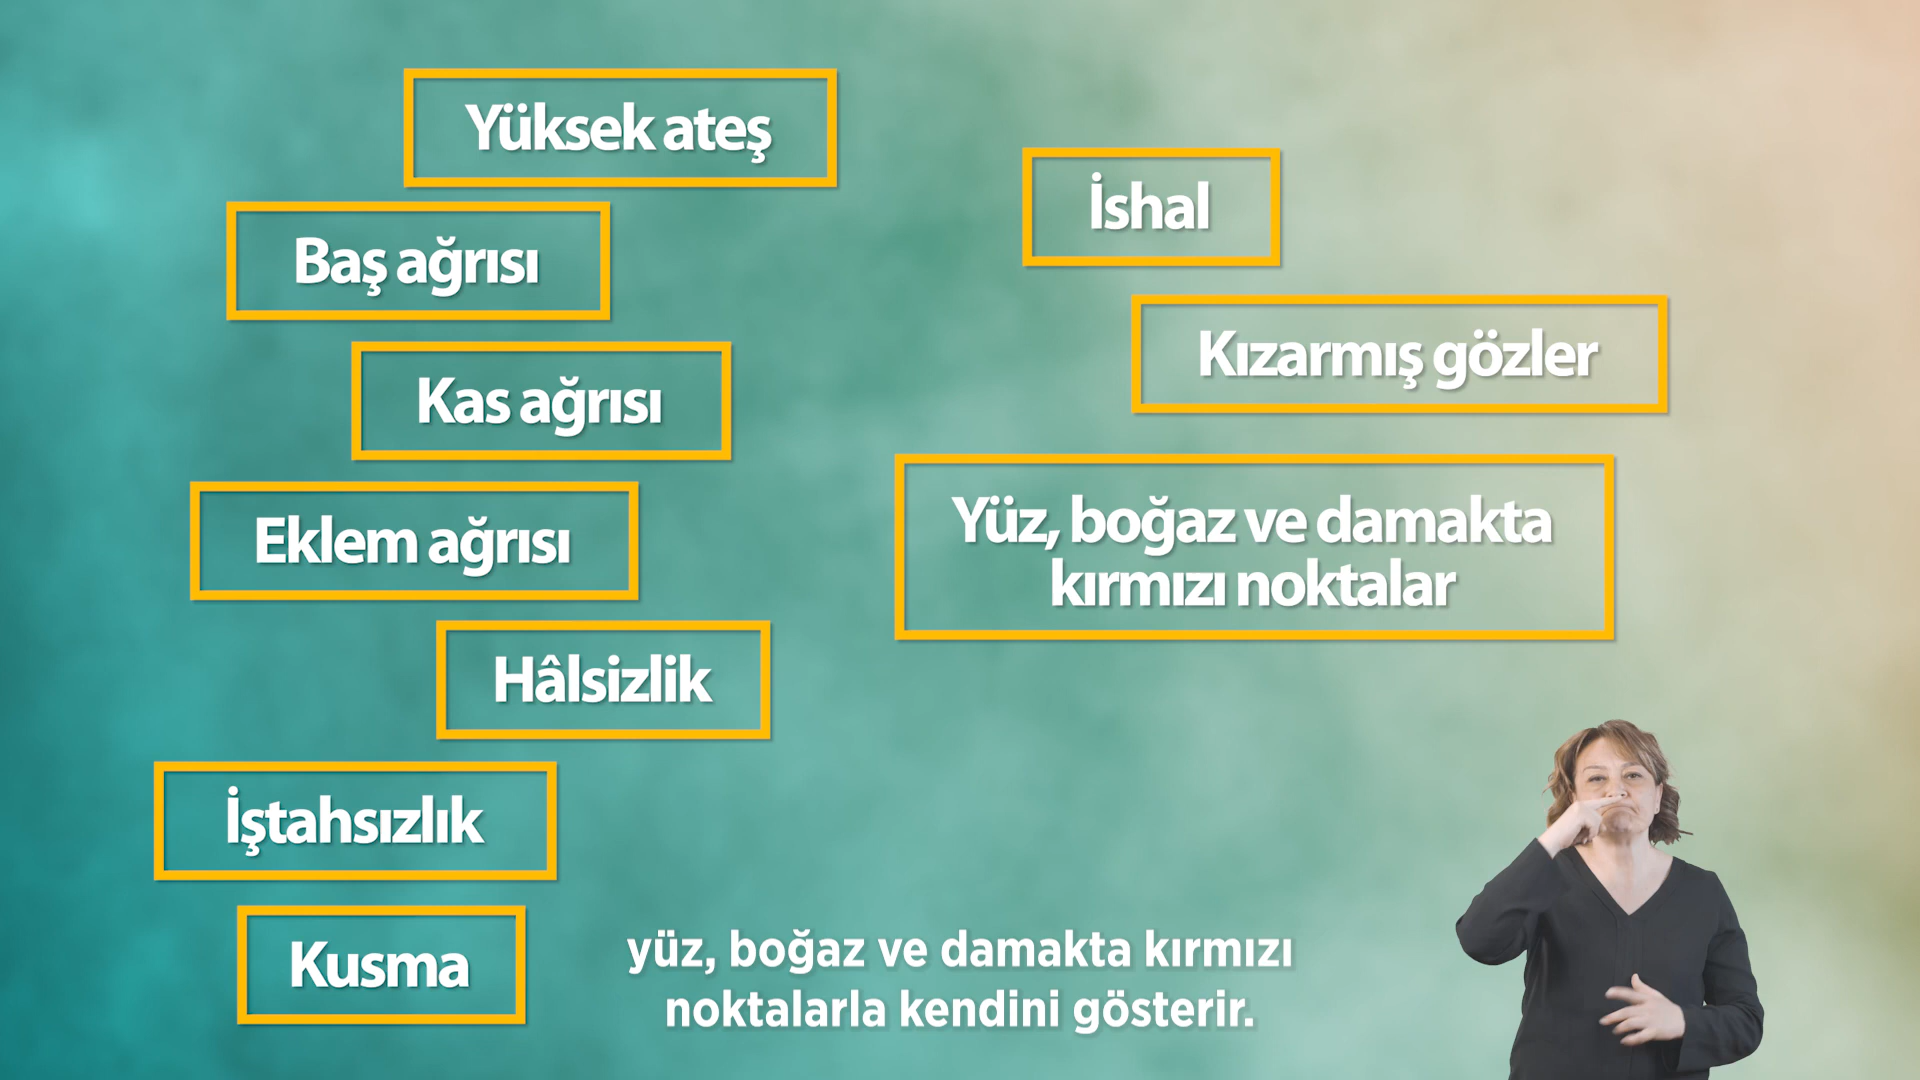 Yüksek ateş
Baş ağrısı
Kas ağrısı
Eklem ağrısı
Hâlsizlik
İştahsızlık
Kusma
İshal
Kızarmış gözler
Yüz, boğaz ve damakta
kırmızı noktalar
yüz, boğaz ve damakta kırmızı
noktalarla kendini gösterir.